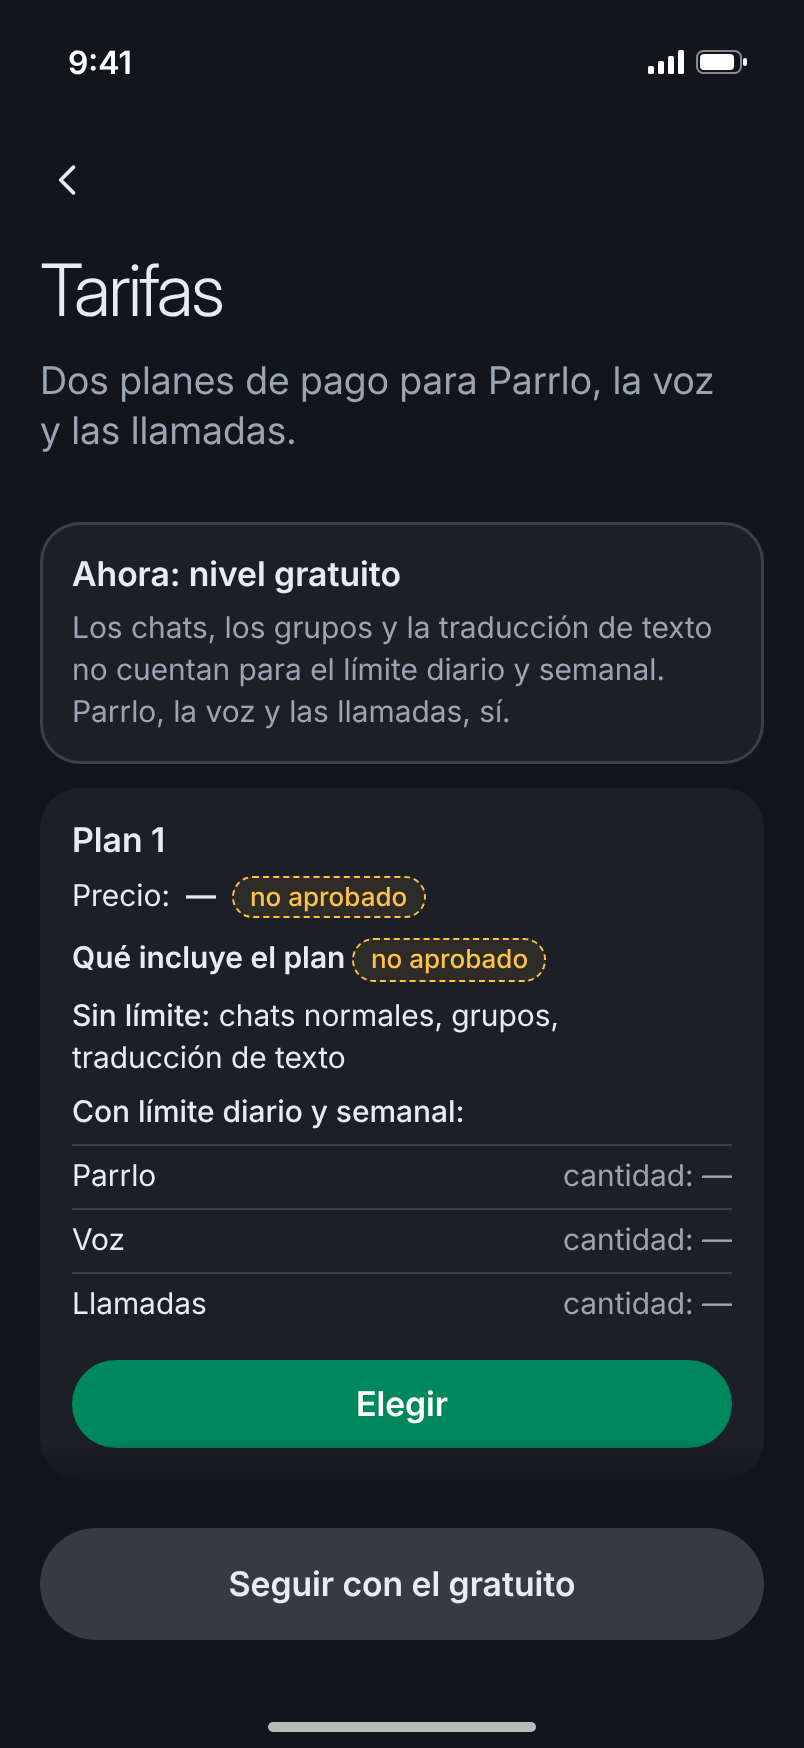 9:41
Tarifas
Dos planes de pago para Parrlo, la voz
y las llamadas.
Ahora: nivel gratuito
Los chats, los grupos y la traducción de texto
no cuentan para el límite diario y semanal.
Parrlo, la voz y las llamadas, sí.
Plan 1
Precio: — no aprobado
Qué incluye el plan no aprobado
Sin límite: chats normales, grupos,
traducción de texto
Con límite diario y semanal:
Parrlo cantidad: —
Voz cantidad: —
Llamadas cantidad: —
Elegir
Seguir con el gratuito